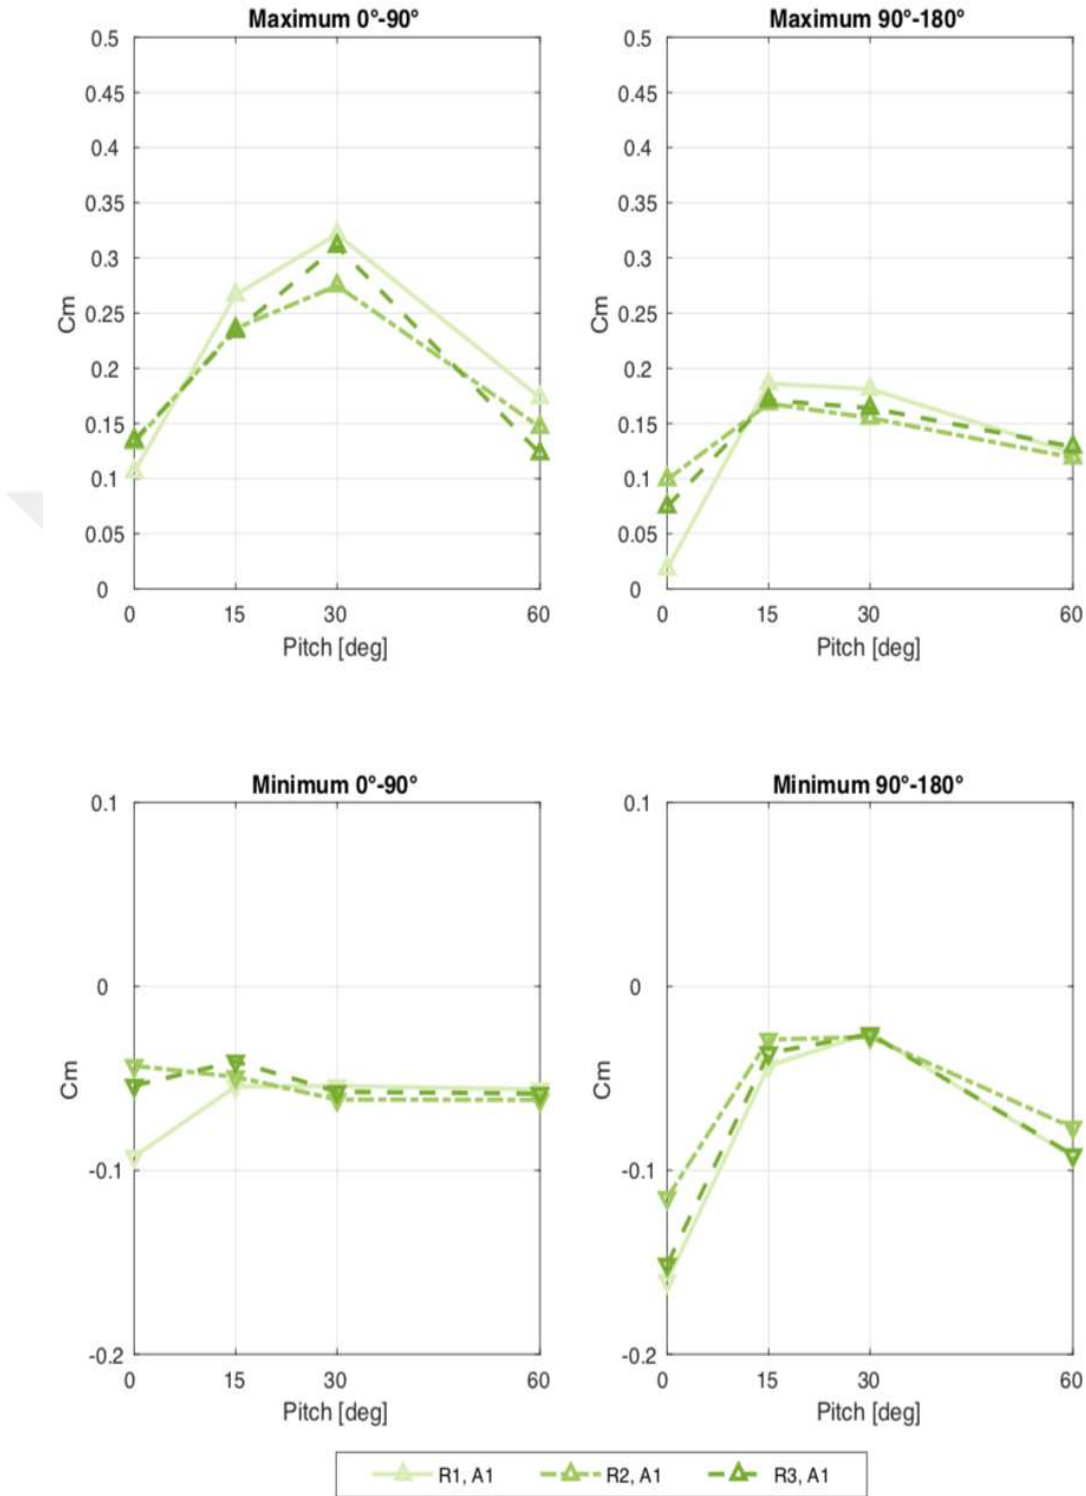 Maximum 0°-90°
0.5
0.45
0.4
0.35
0.3
0.25
0.2
0.15
0.1
0.05
0
Cm
0 15 30 60
Pitch [deg]
Maximum 90°-180°
0.5
0.45
0.4
0.35
0.3
0.25
0.2
0.15
0.1
0.05
0
Cm
0 15 30 60
Pitch [deg]
Minimum 0°-90°
0.1
0
-0.1
-0.2
Cm
0 15 30 60
Pitch [deg]
Minimum 90°-180°
0.1
0
-0.1
-0.2
Cm
0 15 30 60
Pitch [deg]
R1, A1 R2, A1 R3, A1